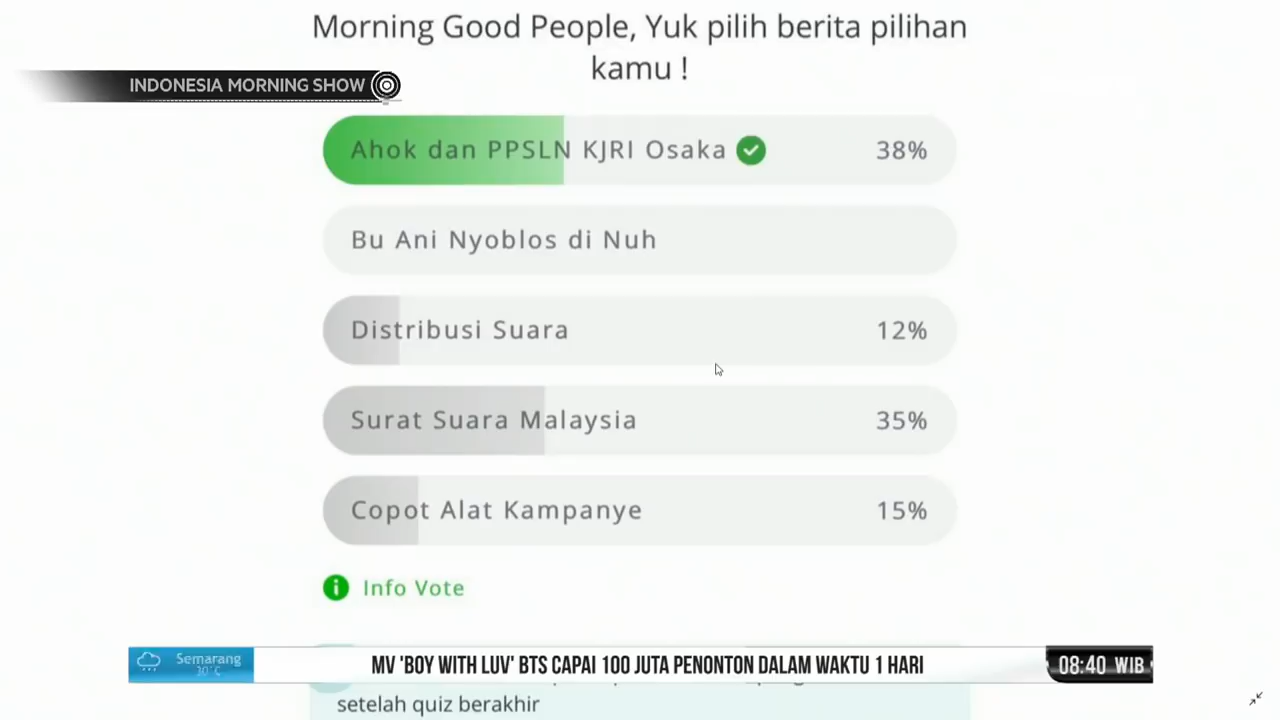 Morning Good People, Yuk pilih berita pilihan
kamu !
INDONESIA MORNING SHOW
Ahok dan PPSLN KJRI Osaka 38%
Bu Ani Nyoblos di Nuh
Distribusi Suara 12%
Surat Suara Malaysia 35%
Copot Alat Kampanye 15%
Info Vote
Semarang
30°C
MV 'BOY WITH LUV' BTS CAPAI 100 JUTA PENONTON DALAM WAKTU 1 HARI
08:40 WIB
setelah quiz berakhir